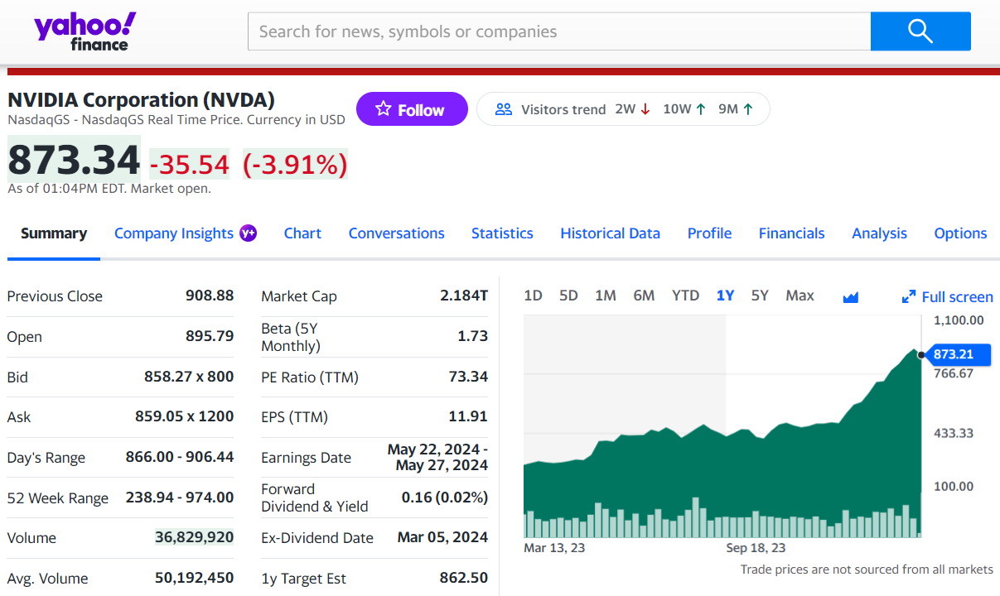 yahoo!
finance
Search for news, symbols or companies
NVIDIA Corporation (NVDA)
NasdaqGS - NasdaqGS Real Time Price. Currency in USD
Follow
Visitors trend 2W ↓ 10W ↑ 9M ↑
873.34 -35.54 (-3.91%)
As of 01:04PM EDT. Market open.
Summary Company Insights y+ Chart Conversations Statistics Historical Data Profile Financials Analysis Options
Previous Close 908.88
Open 895.79
Bid 858.27 x 800
Ask 859.05 x 1200
Day's Range 866.00 - 906.44
52 Week Range 238.94 - 974.00
Volume 36,829,920
Avg. Volume 50,192,450
Market Cap 2.184T
Beta (5Y
Monthly) 1.73
PE Ratio (TTM) 73.34
EPS (TTM) 11.91
Earnings Date May 22, 2024 -
May 27, 2024
Forward
Dividend & Yield 0.16 (0.02%)
Ex-Dividend Date Mar 05, 2024
1y Target Est 862.50
1D 5D 1M 6M YTD 1Y 5Y Max Full screen
1,100.00
873.21
766.67
433.33
100.00
Mar 13, 23 Sep 18, 23
Trade prices are not sourced from all markets